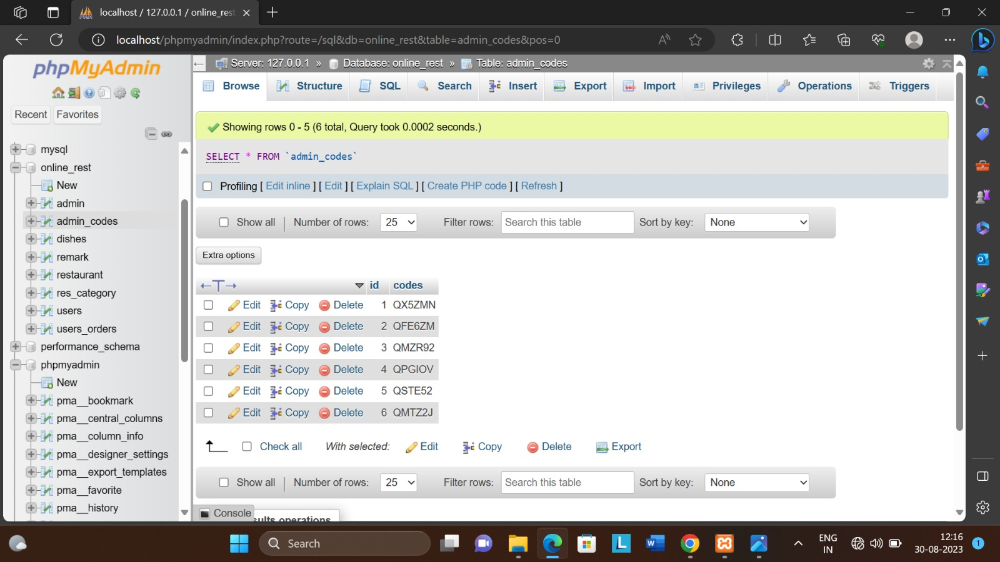 localhost / 127.0.0.1 / online_rest
localhost/phpmyadmin/index.php?route=/sql&db=online_rest&table=admin_codes&pos=0
phpMyAdmin
Recent Favorites
mysql
online_rest
New
admin
admin_codes
dishes
remark
restaurant
res_category
users
users_orders
performance_schema
phpmyadmin
New
pma__bookmark
pma__central_columns
pma__column_info
pma__designer_settings
pma__export_templates
pma__favorite
pma__history
Server: 127.0.0.1 » Database: online_rest » Table: admin_codes
Browse Structure SQL Search Insert Export Import Privileges Operations Triggers
Showing rows 0 - 5 (6 total, Query took 0.0002 seconds.)
SELECT * FROM `admin_codes`
Profiling [ Edit inline ] [ Edit ] [ Explain SQL ] [ Create PHP code ] [ Refresh ]
Show all | Number of rows: 25 Filter rows: Search this table Sort by key: None
Extra options
←T→ id codes
Edit Copy Delete 1 QX5ZMN
Edit Copy Delete 2 QFE6ZM
Edit Copy Delete 3 QMZR92
Edit Copy Delete 4 QPGIOV
Edit Copy Delete 5 QSTE52
Edit Copy Delete 6 QMTZ2J
Check all With selected: Edit Copy Delete Export
Show all | Number of rows: 25 Filter rows: Search this table Sort by key: None
Console
operations
Search
ENG
IN
12:16
30-08-2023
1